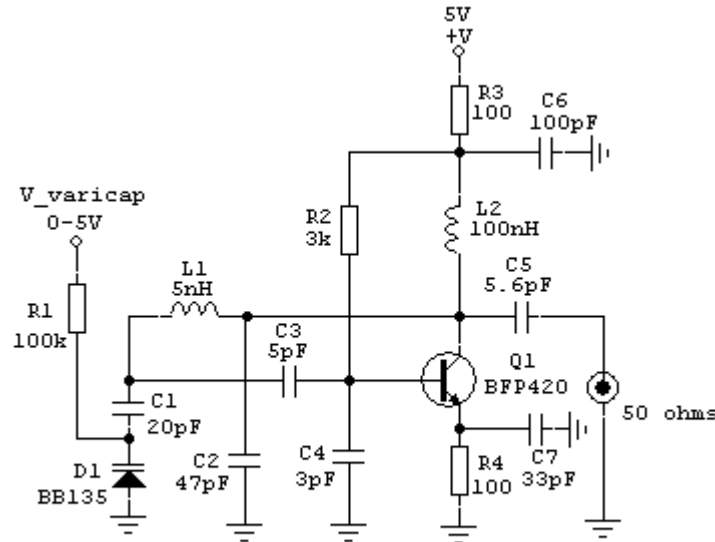 5V
+V
R3
100
C6
100pF
V_varicap
0-5V
R2
3k
L2
100nH
L1
5nH
C5
5.6pF
R1
100k
C3
5pF
Q1
BFP420
C1
20pF
50 ohms
D1
BB135
C2
47pF
C4
3pF
R4
100
C7
33pF